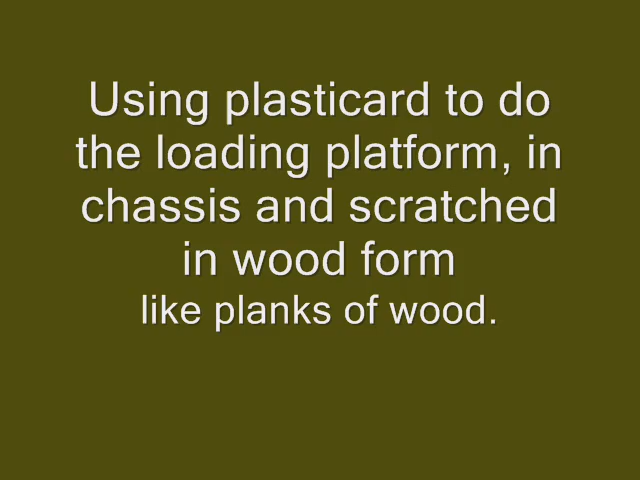 Using plasticard to do
the loading platform, in
chassis and scratched
in wood form
like planks of wood.